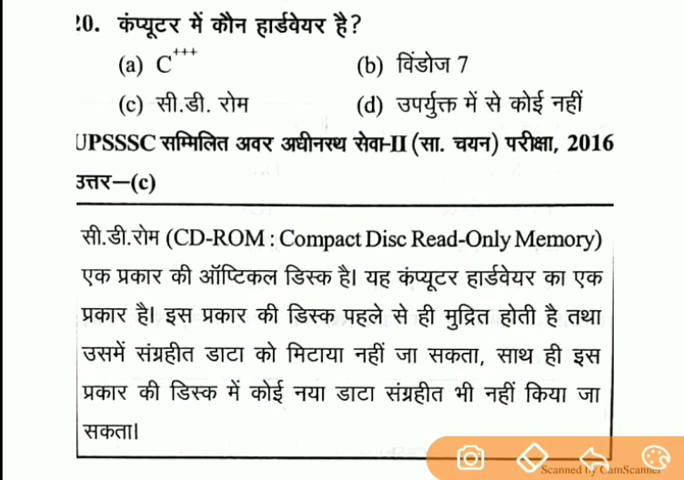 20. कंप्यूटर में कौन हार्डवेयर है?
(a) C⁺⁺⁺ (b) विंडोज 7
(c) सी.डी. रोम (d) उपर्युक्त में से कोई नहीं
UPSSSC सम्मिलित अवर अधीनस्थ सेवा-II (सा. चयन) परीक्षा, 2016
उत्तर—(c)
सी.डी.रोम (CD-ROM : Compact Disc Read-Only Memory)
एक प्रकार की ऑप्टिकल डिस्क है। यह कंप्यूटर हार्डवेयर का एक
प्रकार है। इस प्रकार की डिस्क पहले से ही मुद्रित होती है तथा
उसमें संग्रहीत डाटा को मिटाया नहीं जा सकता, साथ ही इस
प्रकार की डिस्क में कोई नया डाटा संग्रहीत भी नहीं किया जा
सकता।
Scanned by CamScanner